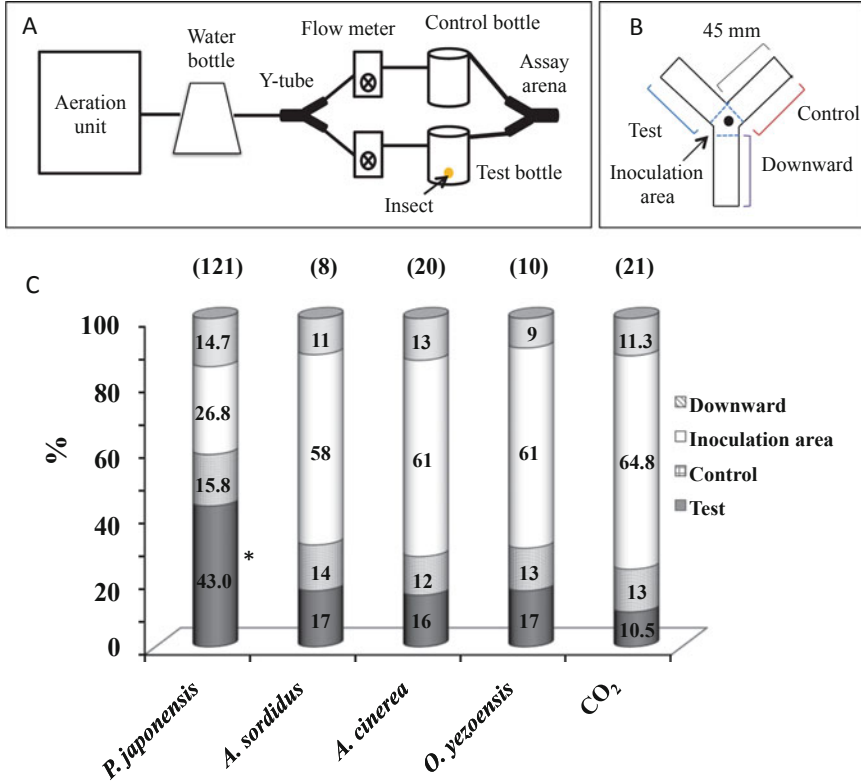 A
Aeration
unit
Water
bottle
Y-tube
Flow meter
Control bottle
Assay
arena
Test bottle
Insect
B
45 mm
Test
Control
Inoculation
area
Downward
C
(121) (8) (20) (10) (21)
%
100
80
60
40
20
0
14.7 11 13 9 11.3
26.8 58 61 61 64.8
15.8 14 12 13 13
43.0 * 17 16 17 10.5
Downward
Inoculation area
Control
Test
P. japonensis
A. sordidus
A. cinerea
O. yezoensis
CO₂